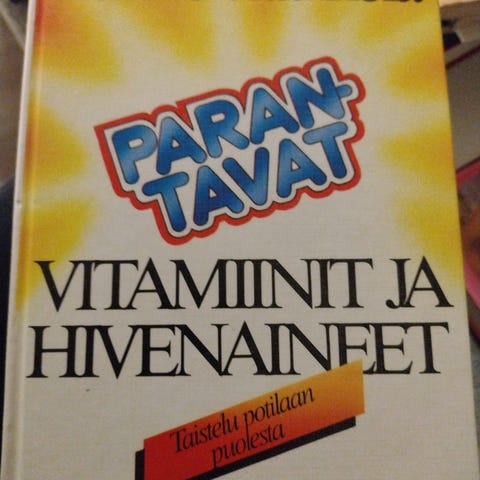 PARAN-
TAVAT
VITAMIINIT JA
HIVENAINEET
Taistelu potilaan
puolesta